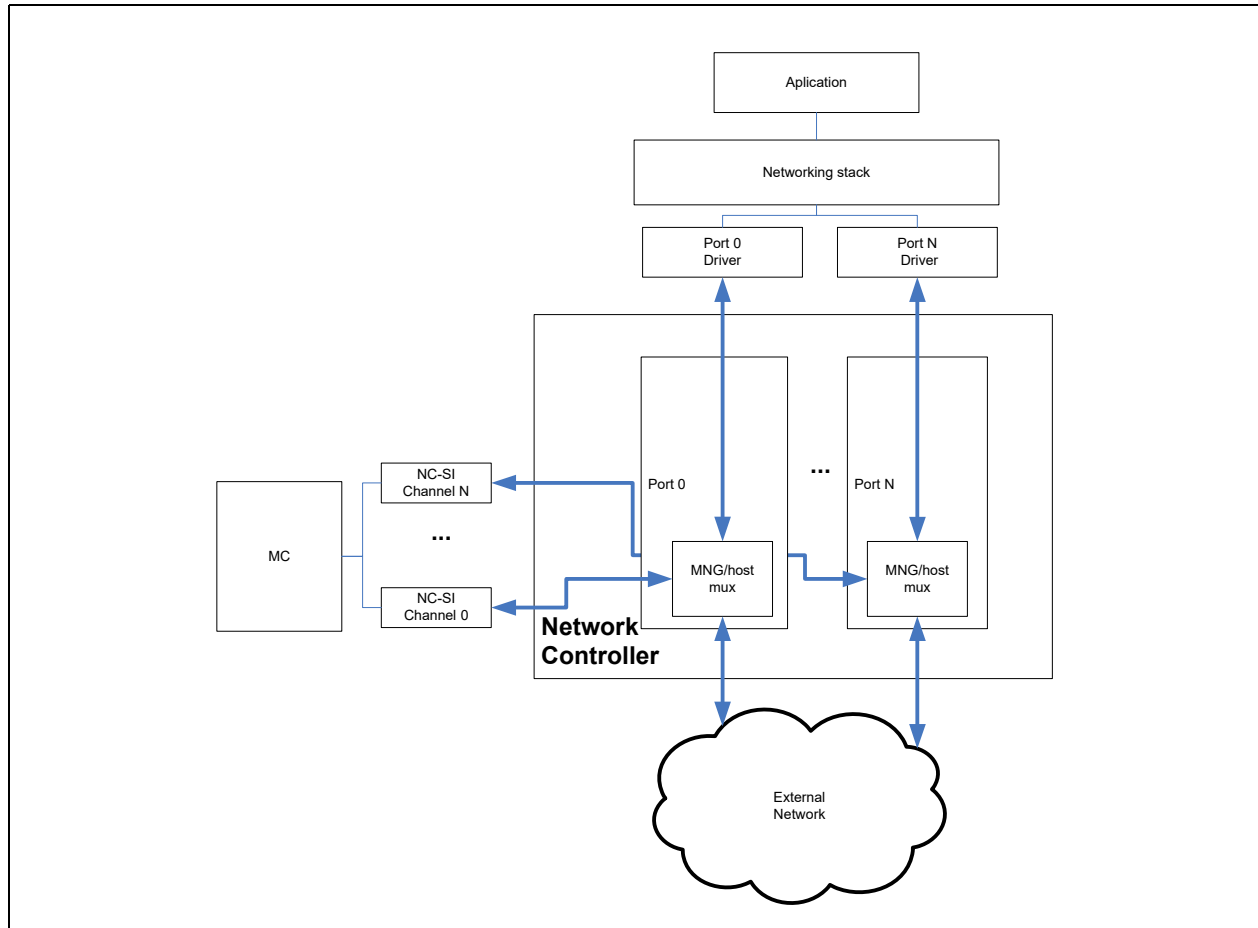 Aplication
Networking stack
Port 0
Driver
Port N
Driver
NC-SI
Channel N
...
Port 0
...
Port N
MC
MNG/host
mux
MNG/host
mux
NC-SI
Channel 0
Network
Controller
External
Network